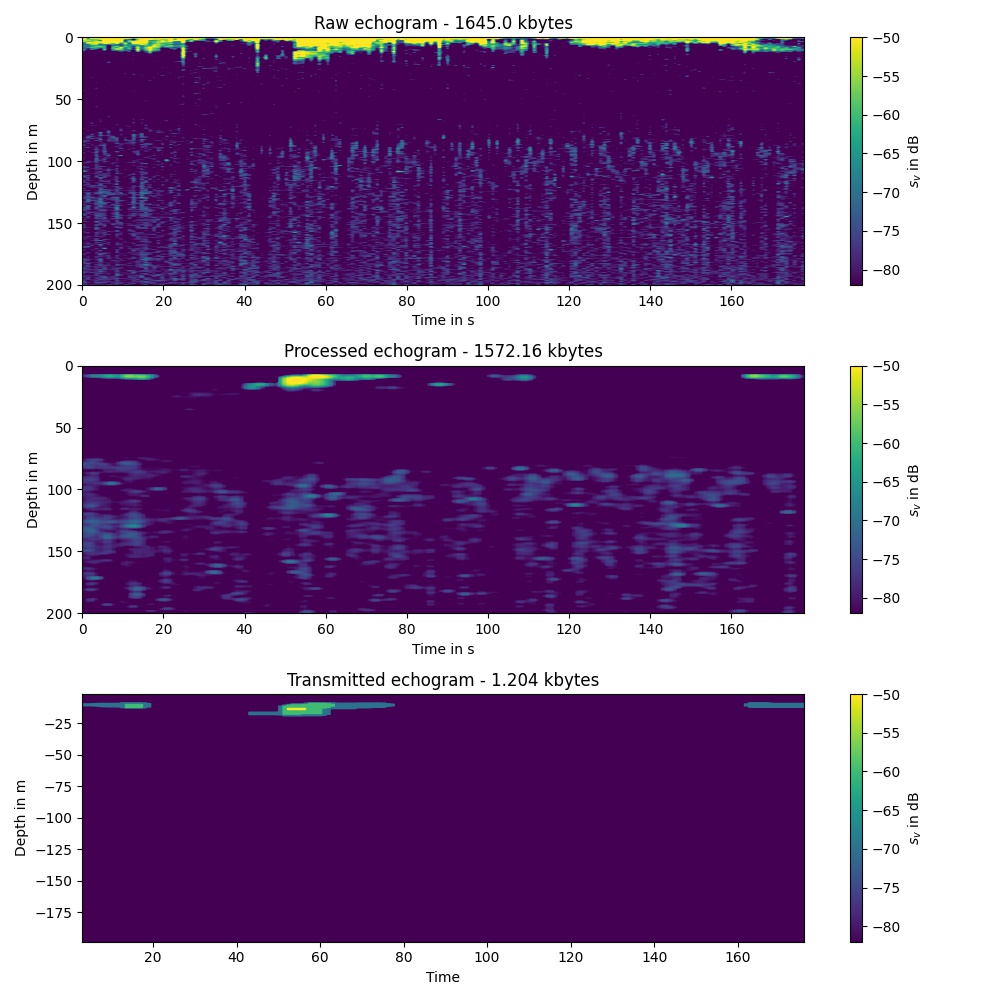 Raw echogram - 1645.0 kbytes
0
50
100
150
200
Depth in m
0 20 40 60 80 100 120 140 160
Time in s
−50
−55
−60
−65
−70
−75
−80
sv in dB
Processed echogram - 1572.16 kbytes
0
50
100
150
200
Depth in m
0 20 40 60 80 100 120 140 160
Time in s
−50
−55
−60
−65
−70
−75
−80
sv in dB
Transmitted echogram - 1.204 kbytes
−25
−50
−75
−100
−125
−150
−175
Depth in m
20 40 60 80 100 120 140 160
Time
−50
−55
−60
−65
−70
−75
−80
sv in dB